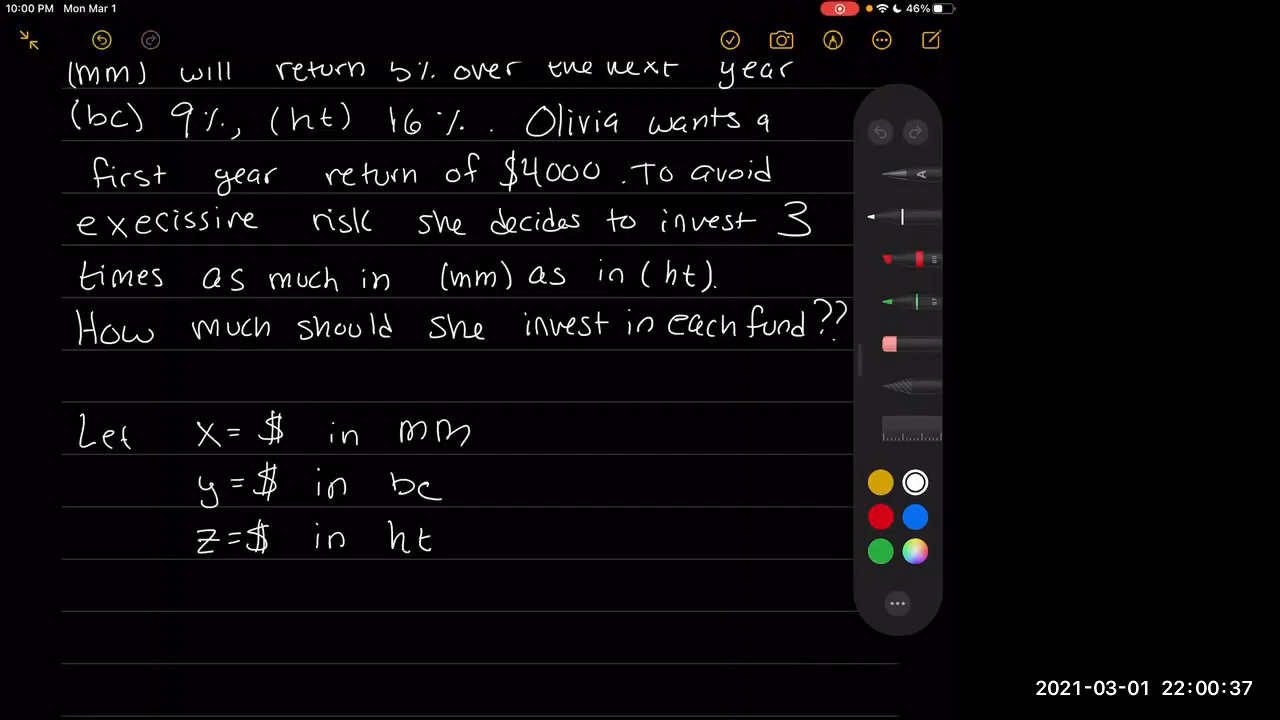 10:00 PM Mon Mar 1 46%
(mm) will return 5% over the next year
(bc) 9%, (ht) 16%. Olivia wants a
first year return of $4000. To avoid
execissive risk she decides to invest 3
times as much in (mm) as in (ht).
How much should she invest in each fund??
Let x = $ in mm
y = $ in bc
z = $ in ht
A
80
97
2021-03-01 22:00:37